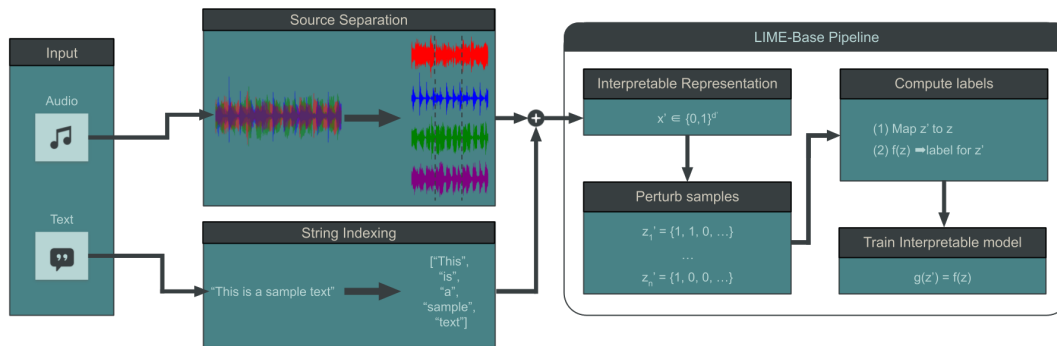 Input
Audio
Text
Source Separation
String Indexing
“This is a sample text”
[“This”,
“is”,
“a”,
“sample”,
“text”]
+
LIME-Base Pipeline
Interpretable Representation
x' ∈ {0,1}^d'
Perturb samples
z₁' = {1, 1, 0, …}
…
zₙ' = {1, 0, 0, …}
Compute labels
(1) Map z' to z
(2) f(z) ➡label for z'
Train Interpretable model
g(z') = f(z)